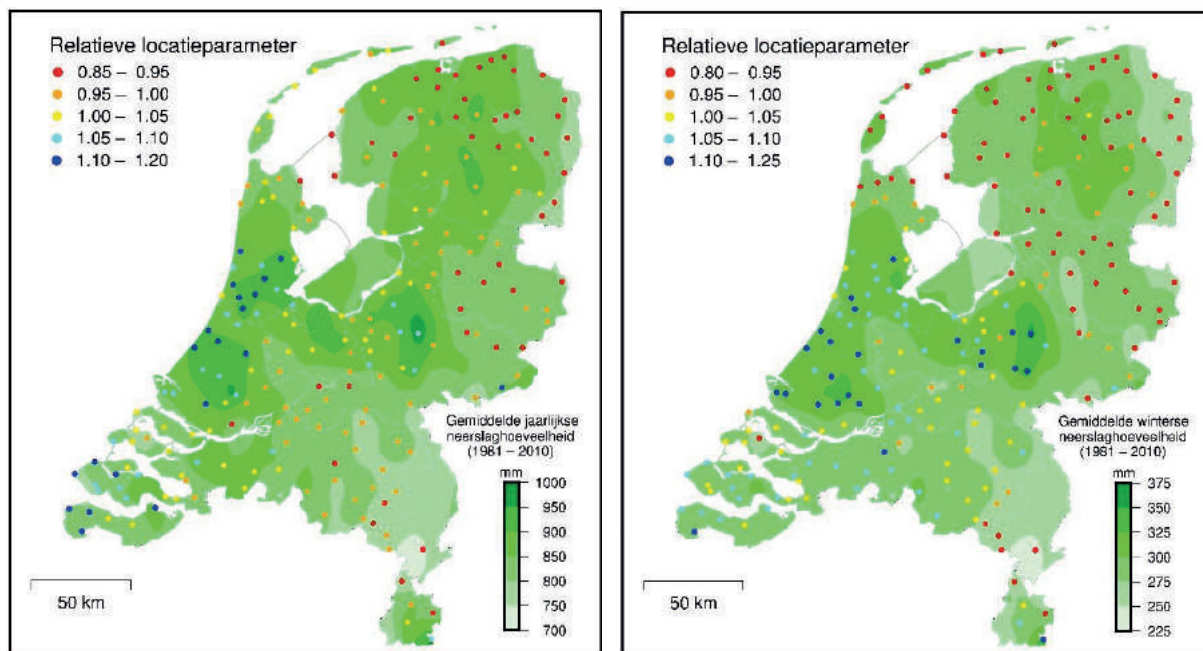 Relatieve locatieparameter
0.85 – 0.95
0.95 – 1.00
1.00 – 1.05
1.05 – 1.10
1.10 – 1.20
Gemiddelde jaarlijkse
neerslaghoeveelheid
(1981 – 2010)
mm
1000
950
900
850
800
750
700
50 km
Relatieve locatieparameter
0.80 – 0.95
0.95 – 1.00
1.00 – 1.05
1.05 – 1.10
1.10 – 1.25
Gemiddelde winterse
neerslaghoeveelheid
(1981 – 2010)
mm
375
350
325
300
275
250
225
50 km